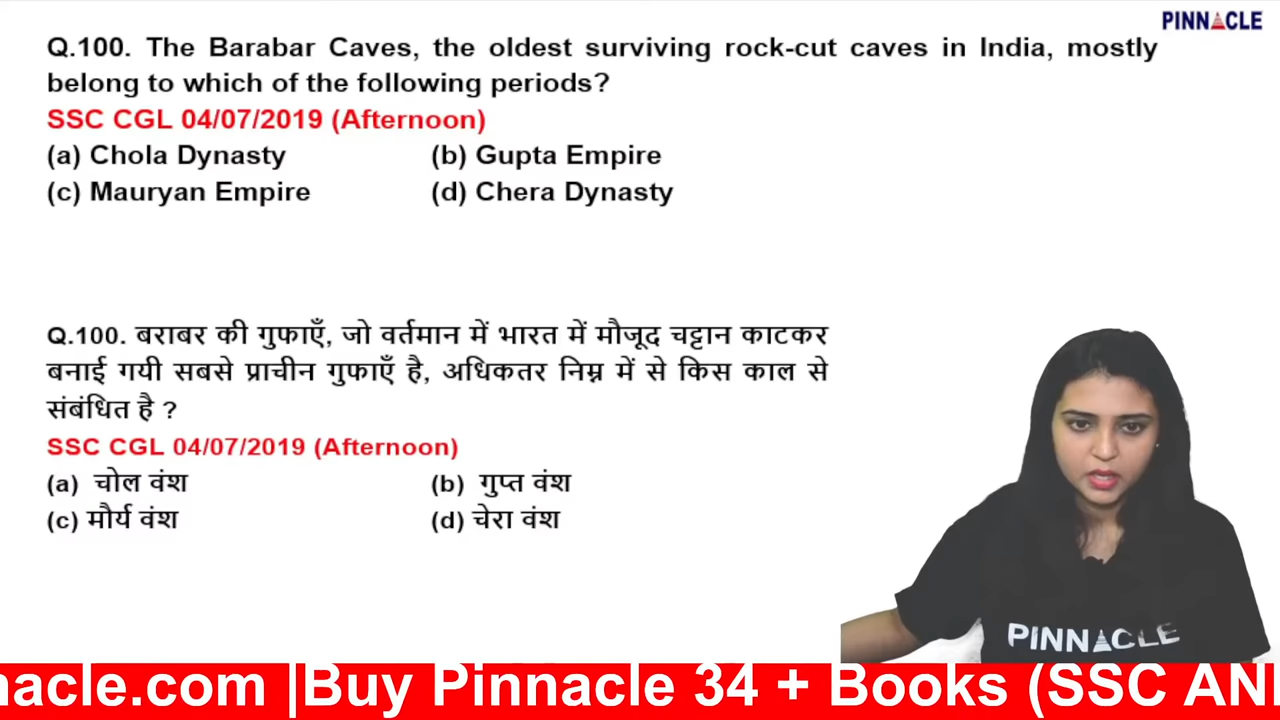 PINNACLE
Q.100. The Barabar Caves, the oldest surviving rock-cut caves in India, mostly
belong to which of the following periods?
SSC CGL 04/07/2019 (Afternoon)
(a) Chola Dynasty (b) Gupta Empire
(c) Mauryan Empire (d) Chera Dynasty
Q.100. बराबर की गुफाएँ, जो वर्तमान में भारत में मौजूद चट्टान काटकर
बनाई गयी सबसे प्राचीन गुफाएँ है, अधिकतर निम्न में से किस काल से
संबंधित है ?
SSC CGL 04/07/2019 (Afternoon)
(a) चोल वंश (b) गुप्त वंश
(c) मौर्य वंश (d) चेरा वंश
PINNACLE
nacle.com |Buy Pinnacle 34 + Books (SSC AN